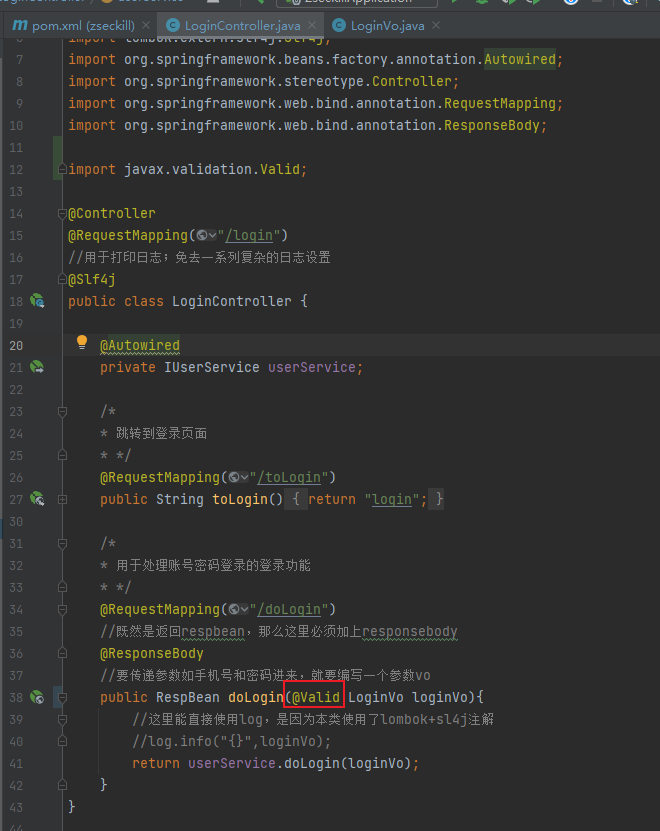 pom.xml (zseckill)
LoginController.java
LoginVo.java
7 import org.springframework.beans.factory.annotation.Autowired;
8 import org.springframework.stereotype.Controller;
9 import org.springframework.web.bind.annotation.RequestMapping;
10 import org.springframework.web.bind.annotation.ResponseBody;
11
12 import javax.validation.Valid;
13
14 @Controller
15 @RequestMapping("/login")
16 //用于打印日志；免去一系列复杂的日志设置
17 @Slf4j
18 public class LoginController {
19
20 @Autowired
21 private IUserService userService;
22
23 /*
24 * 跳转到登录页面
25 * */
26 @RequestMapping("/toLogin")
27 public String toLogin() { return "login"; }
30
31 /*
32 * 用于处理账号密码登录的登录功能
33 * */
34 @RequestMapping("/doLogin")
35 //既然是返回respbean，那么这里必须加上responsebody
36 @ResponseBody
37 //要传递参数如手机号和密码进来，就要编写一个参数vo
38 public RespBean doLogin(@Valid LoginVo loginVo){
39 //这里能直接使用log，是因为本类使用了lombok+sl4j注解
40 //log.info("{}",loginVo);
41 return userService.doLogin(loginVo);
42 }
43 }